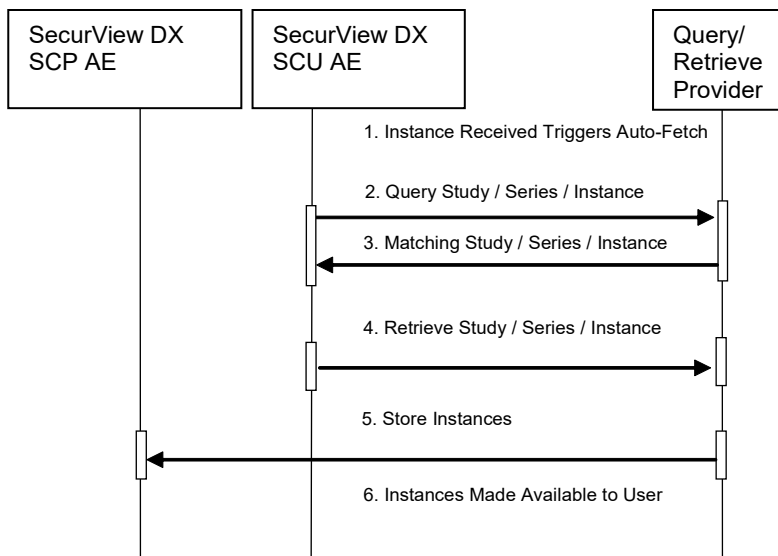 SecurView DX
SCP AE
SecurView DX
SCU AE
Query/
Retrieve
Provider
1. Instance Received Triggers Auto-Fetch
2. Query Study / Series / Instance
3. Matching Study / Series / Instance
4. Retrieve Study / Series / Instance
5. Store Instances
6. Instances Made Available to User